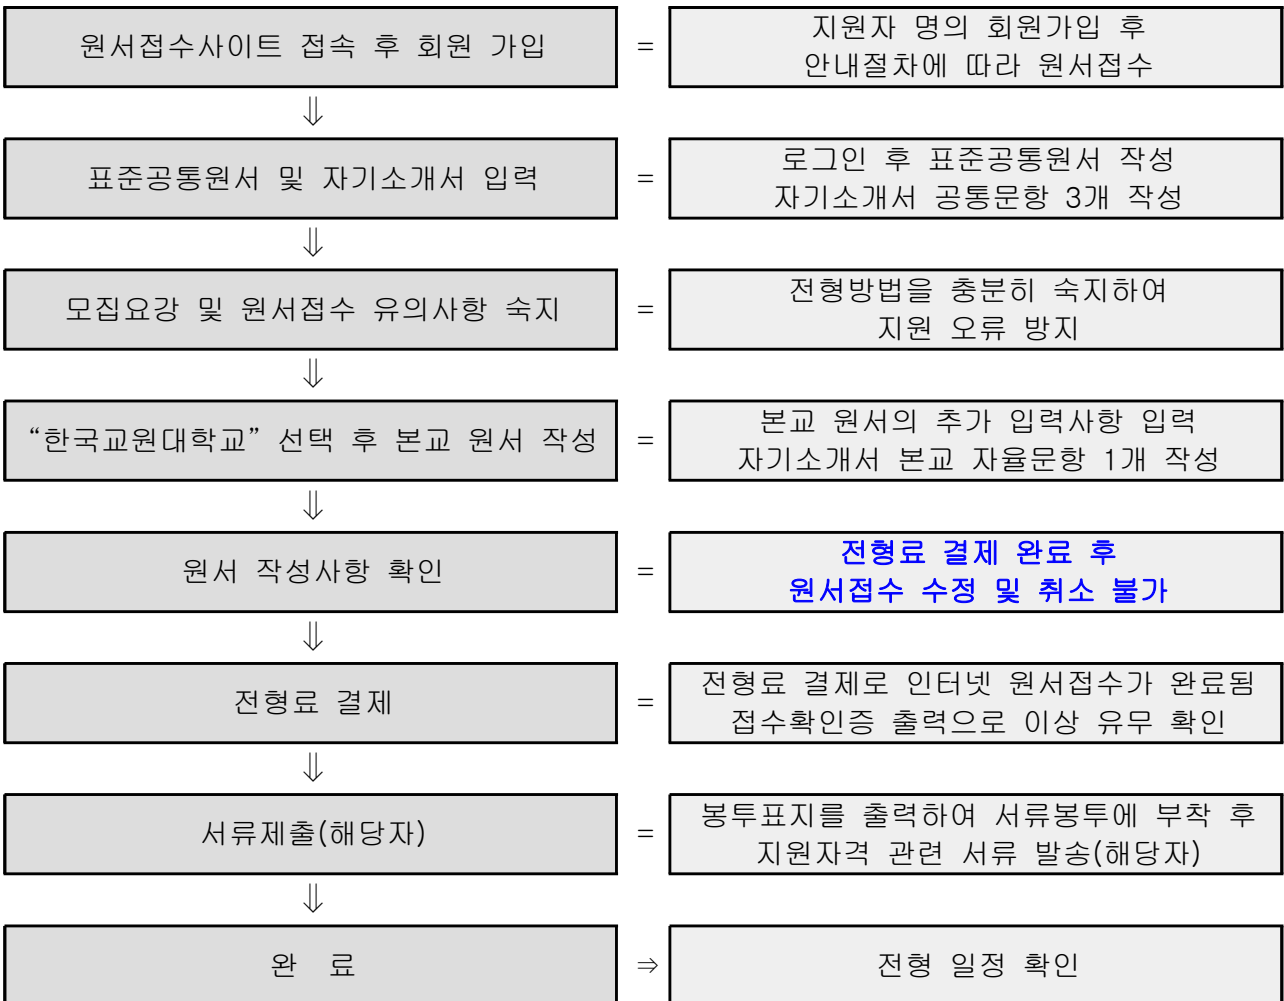 원서접수사이트 접속 후 회원 가입
=
지원자 명의 회원가입 후
안내절차에 따라 원서접수
⇓
표준공통원서 및 자기소개서 입력
=
로그인 후 표준공통원서 작성
자기소개서 공통문항 3개 작성
⇓
모집요강 및 원서접수 유의사항 숙지
=
전형방법을 충분히 숙지하여
지원 오류 방지
⇓
“한국교원대학교” 선택 후 본교 원서 작성
=
본교 원서의 추가 입력사항 입력
자기소개서 본교 자율문항 1개 작성
⇓
원서 작성사항 확인
=
전형료 결제 완료 후
원서접수 수정 및 취소 불가
⇓
전형료 결제
=
전형료 결제로 인터넷 원서접수가 완료됨
접수확인증 출력으로 이상 유무 확인
⇓
서류제출(해당자)
=
봉투표지를 출력하여 서류봉투에 부착 후
지원자격 관련 서류 발송(해당자)
⇓
완 료
⇒
전형 일정 확인